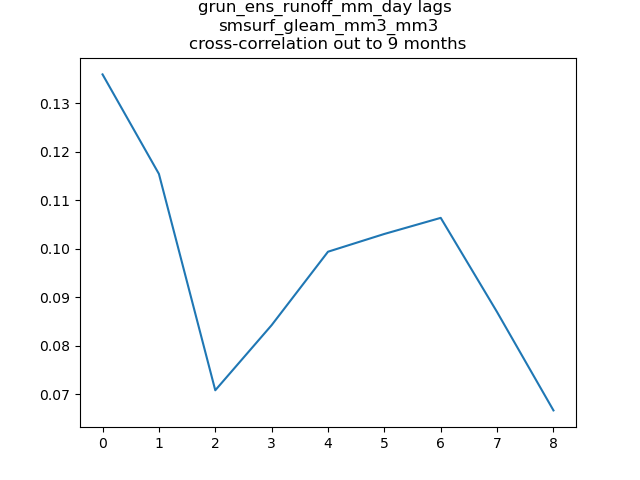 grun_ens_runoff_mm_day lags
smsurf_gleam_mm3_mm3
cross-correlation out to 9 months
0.13
0.12
0.11
0.10
0.09
0.08
0.07
0 1 2 3 4 5 6 7 8